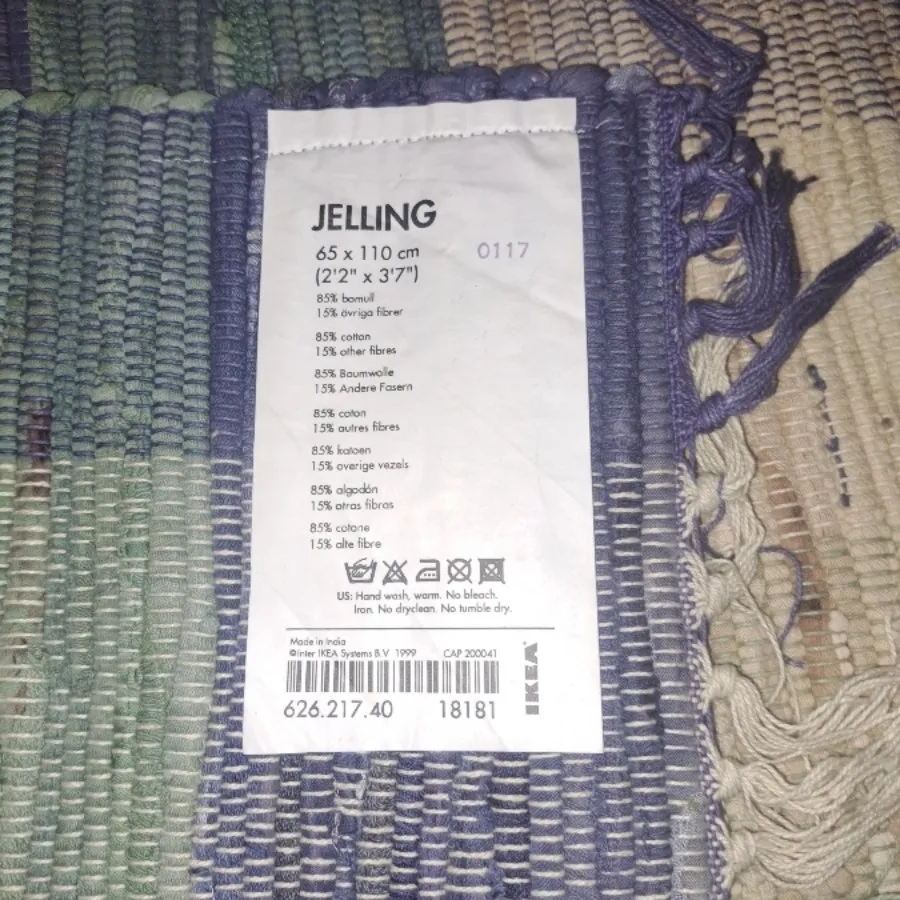 JELLING
65 x 110 cm 0117
(2'2" x 3'7")
85% bomull
15% övriga fibrer
85% cotton
15% other fibres
85% Baumwolle
15% Andere Fasern
85% coton
15% autres fibres
85% katoen
15% overige vezels
85% algodón
15% otras fibras
85% cotone
15% alte fibre
US: Hand wash, warm. No bleach.
Iron. No dryclean. No tumble dry.
Made in India
©Inter IKEA Systems B.V 1999 CAP 200041
626.217.40 18181
IKEA